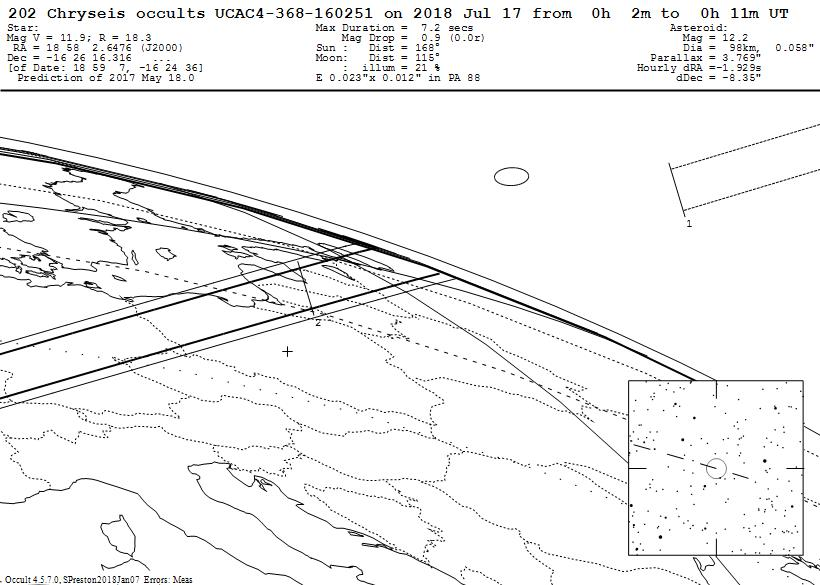 202 Chryseis occults UCAC4-368-160251 on 2018 Jul 17 from 0h 2m to 0h 11m UT
Star:
Mag V = 11.9; R = 18.3
RA = 18 58 2.6476 (J2000)
Dec = -16 26 16.316 ...
[of Date: 18 59 7, -16 24 36]
Prediction of 2017 May 18.0
Max Duration = 7.2 secs
Mag Drop = 0.9 (0.0r)
Sun : Dist = 168°
Moon: Dist = 115°
: illum = 21 %
E 0.023"x 0.012" in PA 88
Asteroid:
Mag = 12.2
Dia = 98km, 0.058"
Parallax = 3.769"
Hourly dRA =-1.929s
dDec = -8.35"
1
2
Occult 4.5.7.0, SPreston2018Jan07 Errors: Meas